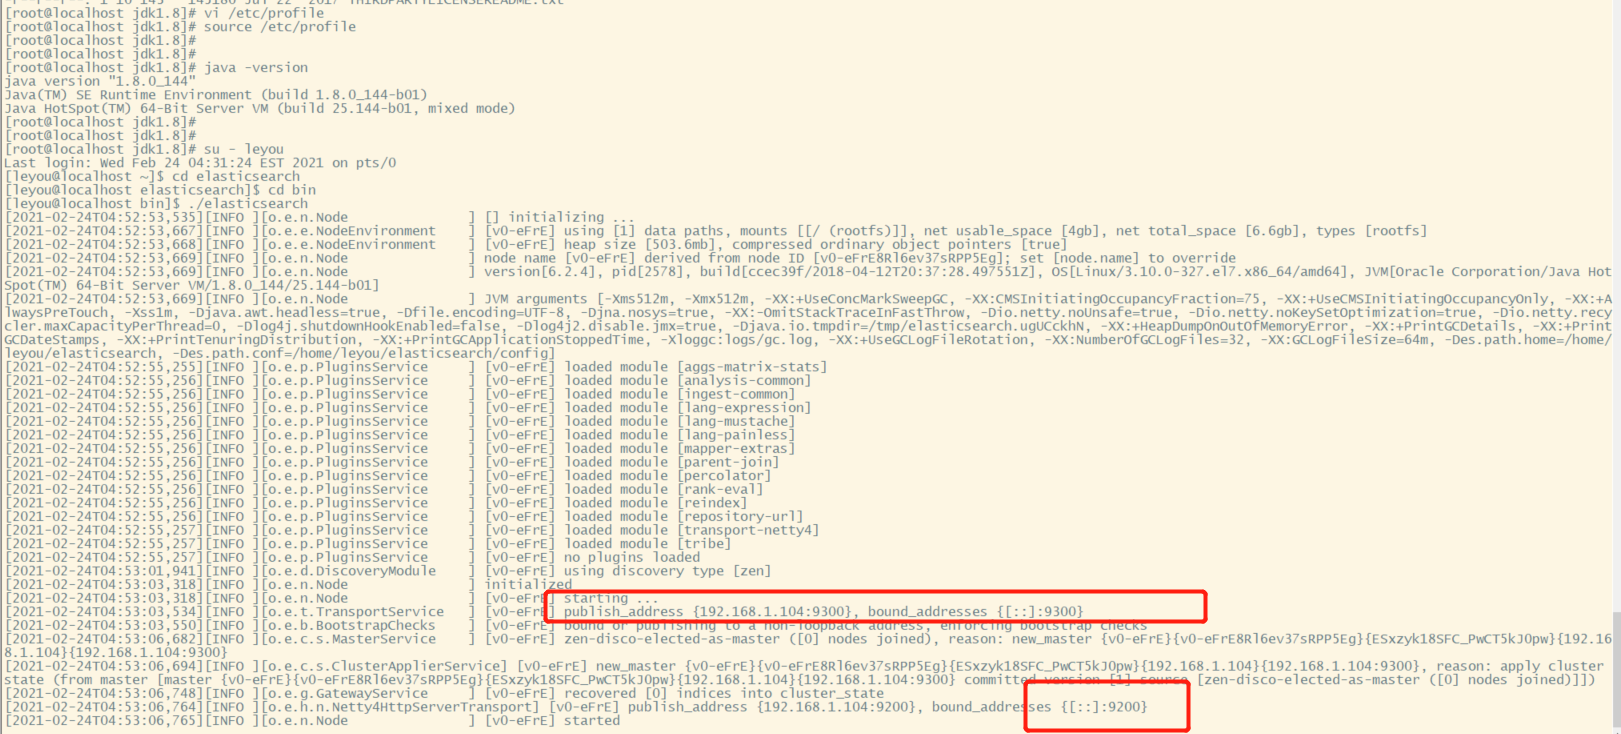 [root@localhost jdk1.8]# vi /etc/profile
[root@localhost jdk1.8]# source /etc/profile
[root@localhost jdk1.8]#
[root@localhost jdk1.8]#
[root@localhost jdk1.8]# java -version
java version "1.8.0_144"
Java(TM) SE Runtime Environment (build 1.8.0_144-b01)
Java HotSpot(TM) 64-Bit Server VM (build 25.144-b01, mixed mode)
[root@localhost jdk1.8]#
[root@localhost jdk1.8]#
[root@localhost jdk1.8]# su - leyou
Last login: Wed Feb 24 04:31:24 EST 2021 on pts/0
[leyou@localhost ~]$ cd elasticsearch
[leyou@localhost elasticsearch]$ cd bin
[leyou@localhost bin]$ ./elasticsearch
[2021-02-24T04:52:53,535][INFO ][o.e.n.Node               ] [] initializing ...
[2021-02-24T04:52:53,667][INFO ][o.e.e.NodeEnvironment    ] [v0-eFrE] using [1] data paths, mounts [[/ (rootfs)]], net usable_space [4gb], net total_space [6.6gb], types [rootfs]
[2021-02-24T04:52:53,668][INFO ][o.e.e.NodeEnvironment    ] [v0-eFrE] heap size [503.6mb], compressed ordinary object pointers [true]
[2021-02-24T04:52:53,669][INFO ][o.e.n.Node               ] node name [v0-eFrE] derived from node ID [v0-eFrE8Rl6ev37sRPP5Eg]; set [node.name] to override
[2021-02-24T04:52:53,669][INFO ][o.e.n.Node               ] version[6.2.4], pid[2578], build[ccec39f/2018-04-12T20:37:28.497551Z], OS[Linux/3.10.0-327.el7.x86_64/amd64], JVM[Oracle Corporation/Java Hot
Spot(TM) 64-Bit Server VM/1.8.0_144/25.144-b01]
[2021-02-24T04:52:53,669][INFO ][o.e.n.Node               ] JVM arguments [-Xms512m, -Xmx512m, -XX:+UseConcMarkSweepGC, -XX:CMSInitiatingOccupancyFraction=75, -XX:+UseCMSInitiatingOccupancyOnly, -XX:+A
lwaysPreTouch, -Xss1m, -Djava.awt.headless=true, -Dfile.encoding=UTF-8, -Djna.nosys=true, -XX:-OmitStackTraceInFastThrow, -Dio.netty.noUnsafe=true, -Dio.netty.noKeySetOptimization=true, -Dio.netty.recy
cler.maxCapacityPerThread=0, -Dlog4j.shutdownHookEnabled=false, -Dlog4j2.disable.jmx=true, -Djava.io.tmpdir=/tmp/elasticsearch.ugUCckhN, -XX:+HeapDumpOnOutOfMemoryError, -XX:+PrintGCDetails, -XX:+Print
GCDateStamps, -XX:+PrintTenuringDistribution, -XX:+PrintGCApplicationStoppedTime, -Xloggc:logs/gc.log, -XX:+UseGCLogFileRotation, -XX:NumberOfGCLogFiles=32, -XX:GCLogFileSize=64m, -Des.path.home=/home/
leyou/elasticsearch, -Des.path.conf=/home/leyou/elasticsearch/config]
[2021-02-24T04:52:55,255][INFO ][o.e.p.PluginsService     ] [v0-eFrE] loaded module [aggs-matrix-stats]
[2021-02-24T04:52:55,256][INFO ][o.e.p.PluginsService     ] [v0-eFrE] loaded module [analysis-common]
[2021-02-24T04:52:55,256][INFO ][o.e.p.PluginsService     ] [v0-eFrE] loaded module [ingest-common]
[2021-02-24T04:52:55,256][INFO ][o.e.p.PluginsService     ] [v0-eFrE] loaded module [lang-expression]
[2021-02-24T04:52:55,256][INFO ][o.e.p.PluginsService     ] [v0-eFrE] loaded module [lang-mustache]
[2021-02-24T04:52:55,256][INFO ][o.e.p.PluginsService     ] [v0-eFrE] loaded module [lang-painless]
[2021-02-24T04:52:55,256][INFO ][o.e.p.PluginsService     ] [v0-eFrE] loaded module [mapper-extras]
[2021-02-24T04:52:55,256][INFO ][o.e.p.PluginsService     ] [v0-eFrE] loaded module [parent-join]
[2021-02-24T04:52:55,256][INFO ][o.e.p.PluginsService     ] [v0-eFrE] loaded module [percolator]
[2021-02-24T04:52:55,256][INFO ][o.e.p.PluginsService     ] [v0-eFrE] loaded module [rank-eval]
[2021-02-24T04:52:55,256][INFO ][o.e.p.PluginsService     ] [v0-eFrE] loaded module [reindex]
[2021-02-24T04:52:55,256][INFO ][o.e.p.PluginsService     ] [v0-eFrE] loaded module [repository-url]
[2021-02-24T04:52:55,257][INFO ][o.e.p.PluginsService     ] [v0-eFrE] loaded module [transport-netty4]
[2021-02-24T04:52:55,257][INFO ][o.e.p.PluginsService     ] [v0-eFrE] loaded module [tribe]
[2021-02-24T04:52:55,257][INFO ][o.e.p.PluginsService     ] [v0-eFrE] no plugins loaded
[2021-02-24T04:53:01,941][INFO ][o.e.d.DiscoveryModule    ] [v0-eFrE] using discovery type [zen]
[2021-02-24T04:53:03,318][INFO ][o.e.n.Node               ] initialized
[2021-02-24T04:53:03,318][INFO ][o.e.n.Node               ] [v0-eFrE] starting ...
[2021-02-24T04:53:03,534][INFO ][o.e.t.TransportService   ] [v0-eFrE] publish_address {192.168.1.104:9300}, bound_addresses {[::]:9300}
[2021-02-24T04:53:03,550][INFO ][o.e.b.BootstrapChecks    ] [v0-eFrE] bound or publishing to a non-loopback address, enforcing bootstrap checks
[2021-02-24T04:53:06,682][INFO ][o.e.c.s.MasterService    ] [v0-eFrE] zen-disco-elected-as-master ([0] nodes joined), reason: new_master {v0-eFrE}{v0-eFrE8Rl6ev37sRPP5Eg}{ESxzyk18SFC_PwCT5kJ0pw}{192.16
8.1.104}{192.168.1.104:9300}
[2021-02-24T04:53:06,694][INFO ][o.e.c.s.ClusterApplierService] [v0-eFrE] new_master {v0-eFrE}{v0-eFrE8Rl6ev37sRPP5Eg}{ESxzyk18SFC_PwCT5kJ0pw}{192.168.1.104}{192.168.1.104:9300}, reason: apply cluster
state (from master [master {v0-eFrE}{v0-eFrE8Rl6ev37sRPP5Eg}{ESxzyk18SFC_PwCT5kJ0pw}{192.168.1.104}{192.168.1.104:9300} committed version [1] source [zen-disco-elected-as-master ([0] nodes joined)]])
[2021-02-24T04:53:06,748][INFO ][o.e.g.GatewayService     ] [v0-eFrE] recovered [0] indices into cluster_state
[2021-02-24T04:53:06,764][INFO ][o.e.h.n.Netty4HttpServerTransport] [v0-eFrE] publish_address {192.168.1.104:9200}, bound_addresses {[::]:9200}
[2021-02-24T04:53:06,765][INFO ][o.e.n.Node               ] [v0-eFrE] started